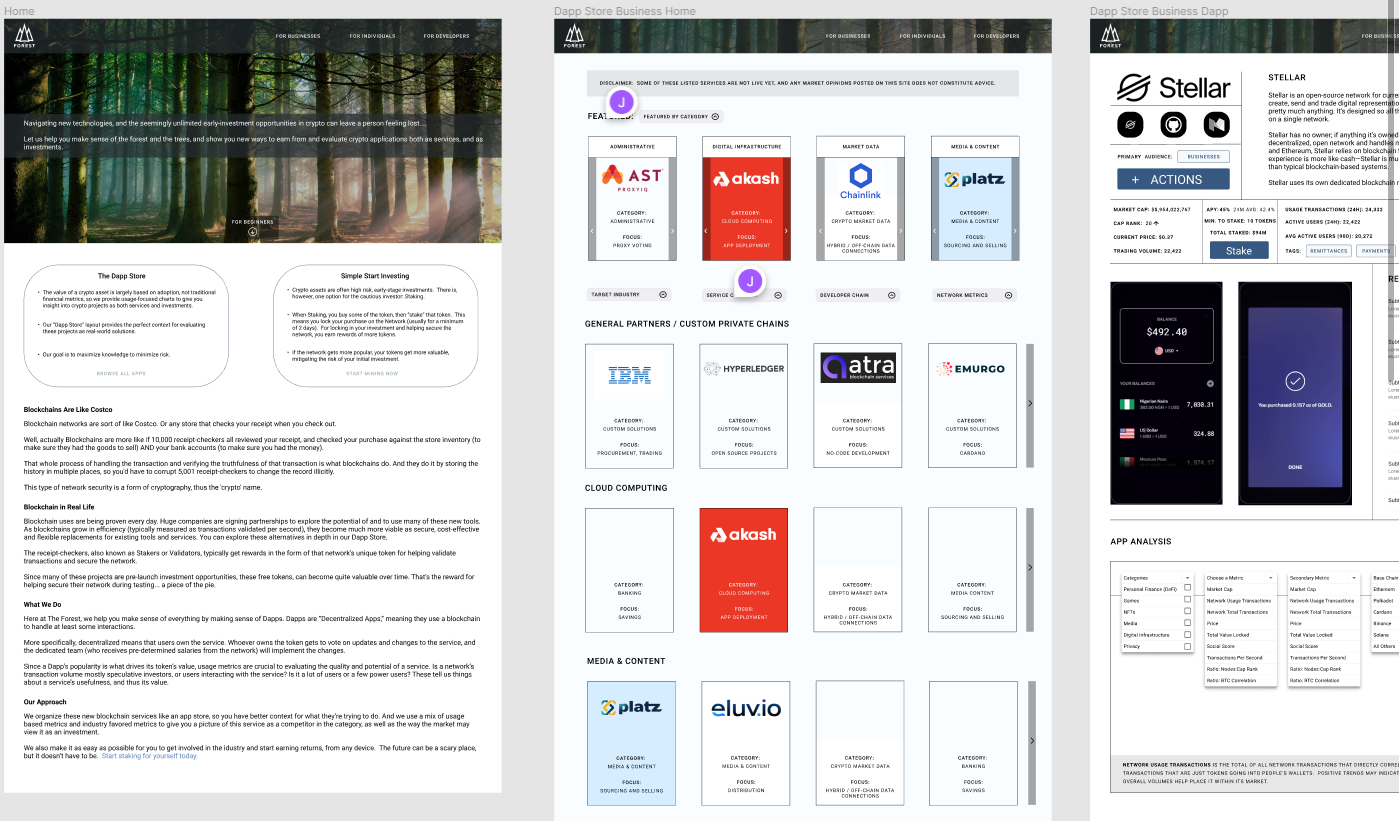 Home
FOREST
FOR BUSINESSES
FOR INDIVIDUALS
FOR DEVELOPERS
Navigating new technologies, and the seemingly unlimited early-investment opportunities in crypto can leave a person feeling lost...
Let us help you make sense of the forest and the trees, and show you new ways to earn from and evaluate crypto applications both as services, and as
investments.
FOR BEGINNERS
The Dapp Store
• The value of a crypto asset is largely based on adoption, not traditional
financial metrics, so we provide usage-focused charts to give you
insight into crypto projects as both services and investments.
• Our "Dapp Store" layout provides the perfect context for evaluating
these projects as real-world solutions.
• Our goal is to maximize knowledge to minimize risk.
BROWSE ALL APPS
Simple Start Investing
• Crypto assets are often high risk, early-stage investments. There is,
however, one option for the cautious investor: Staking.
• When Staking, you buy some of the token, then "stake" that token. This
means you lock your purchase on the Network (usually for a minimum
of 2 days). For locking in your investment and helping secure the
network, you earn rewards of more tokens.
• If the network gets more popular, your tokens get more valuable,
mitigating the risk of your initial investment.
START MINING NOW
Blockchains Are Like Costco
Blockchain networks are sort of like Costco. Or any store that checks your receipt when you check out.
Well, actually Blockchains are more like if 10,000 receipt-checkers all reviewed your receipt, and checked your purchase against the store inventory (to
make sure they had the goods to sell) AND your bank accounts (to make sure you had the money).
That whole process of handling the transaction and verifying the truthfulness of that transaction is what blockchains do. And they do it by storing the
history in multiple places, so you'd have to corrupt 5,001 receipt-checkers to change the record illicitly.
This type of network security is a form of cryptography, thus the 'crypto' name.
Blockchain in Real Life
Blockchain uses are being proven every day. Huge companies are signing partnerships to explore the potential of and to use many of these new tools.
As blockchains grow in efficiency (typically measured as transactions validated per second), they become much more viable as secure, cost-effective
and flexible replacements for existing tools and services. You can explore these alternatives in depth in our Dapp Store.
The receipt-checkers, also known as Stakers or Validators, typically get rewards in the form of that network's unique token for helping validate
transactions and secure the network.
Since many of these projects are pre-launch investment opportunities, these free tokens, can become quite valuable over time. That's the reward for
helping secure their network during testing... a piece of the pie.
What We Do
Here at The Forest, we help you make sense of everything by making sense of Dapps. Dapps are "Decentralized Apps," meaning they use a blockchain
to handle at least some interactions.
More specifically, decentralized means that users own the service. Whoever owns the token gets to vote on updates and changes to the service, and
the dedicated team (who receives pre-determined salaries from the network) will implement the changes.
Since a Dapp's popularity is what drives its token's value, usage metrics are crucial to evaluating the quality and potential of a service. Is a network's
transaction volume mostly speculative investors, or users interacting with the service? Is it a lot of users or a few power users? These tell us things
about a service's usefulness, and thus its value.
Our Approach
We organize these new blockchain services like an app store, so you have better context for what they're trying to do. And we use a mix of usage
based metrics and industry favored metrics to give you a picture of this service as a competitor in the category, as well as the way the market may
view it as an investment.
We also make it as easy as possible for you to get involved in the idustry and start earning returns, from any device. The future can be a scary place,
but it doesn't have to be. Start staking for yourself today.
Dapp Store Business Home
FOREST
FOR BUSINESSES
FOR INDIVIDUALS
FOR DEVELOPERS
DISCLAIMER: SOME OF THESE LISTED SERVICES ARE NOT LIVE YET, AND ANY MARKET OPINIONS POSTED ON THIS SITE DOES NOT CONSTITUTE ADVICE.
J
FEATURED BY CATEGORY
ADMINISTRATIVE
AST
PROXYIQ
CATEGORY:
ADMINISTRATIVE
FOCUS:
PROXY VOTING
DIGITAL INFRASTRUCTURE
akash
CATEGORY:
CLOUD COMPUTING
FOCUS:
APP DEPLOYMENT
MARKET DATA
Chainlink
CATEGORY:
CRYPTO MARKET DATA
FOCUS:
HYBRID / OFF-CHAIN DATA
CONNECTIONS
MEDIA & CONTENT
platz
CATEGORY:
MEDIA & CONTENT
FOCUS:
SOURCING AND SELLING
J
TARGET INDUSTRY
SERVICE
DEVELOPER CHAIN
NETWORK METRICS
GENERAL PARTNERS / CUSTOM PRIVATE CHAINS
IBM
CATEGORY:
CUSTOM SOLUTIONS
FOCUS:
PROCUREMENT, TRADING
HYPERLEDGER
CATEGORY:
CUSTOM SOLUTIONS
FOCUS:
OPEN SOURCE PROJECTS
Qatra
blockchain services
CATEGORY:
CUSTOM SOLUTIONS
FOCUS:
NO-CODE DEVELOPMENT
EMURGO
CATEGORY:
CUSTOM SOLUTIONS
FOCUS:
CARDANO
CLOUD COMPUTING
CATEGORY:
BANKING
FOCUS:
SAVINGS
akash
CATEGORY:
CLOUD COMPUTING
FOCUS:
APP DEPLOYMENT
CATEGORY:
CRYPTO MARKET DATA
FOCUS:
HYBRID / OFF-CHAIN DATA
CONNECTIONS
CATEGORY:
MEDIA CONTENT
FOCUS:
SOURCING AND SELLING
MEDIA & CONTENT
platz
CATEGORY:
MEDIA & CONTENT
FOCUS:
SOURCING AND SELLING
eluv.io
CATEGORY:
MEDIA & CONTENT
FOCUS:
DISTRIBUTION
CATEGORY:
CRYPTO MARKET DATA
FOCUS:
HYBRID / OFF-CHAIN DATA
CONNECTIONS
CATEGORY:
BANKING
FOCUS:
SAVINGS
Dapp Store Business Dapp
FOREST
FOR
Stellar
PRIMARY AUDIENCE:
BUSINESSES
+ ACTIONS
STELLAR
Stellar is an open-source network for
create, send and trade digital
pretty much anything. It's designed so all
on a single network.
Stellar has no owner; if anything it's owned
decentralized, open network and handles
and Ethereum, Stellar relies on blockchain
experience is more like cash—Stellar is
than typical blockchain-based systems.
Stellar uses its own dedicated blockchain
MARKET CAP: $8,954,022,767
CAP RANK: 20
CURRENT PRICE: $0.37
TRADING VOLUME: 22,422
APY: 45% 24M AVG: 42.4%
MIN. TO STAKE: 10 TOKENS
TOTAL STAKED: $94M
Stake
USAGE TRANSACTIONS (24H): 24,322
ACTIVE USERS (24H): 22,422
AVG ACTIVE USERS (90D): 20,272
TAGS:
REMITTANCES
PAYMENTS
BALANCE
$492.40
USD
YOUR BALANCES
Nigerian Naira
7,030.31
US Dollar
1 USD = 1 USD
324.88
Mexican Peso
1,974.17
You purchased 0.157 oz of GOLD.
DONE
APP ANALYSIS
Categories
Personal Finance (DeFi)
Games
NFTs
Media
Digital Infrastructure
Privacy
Choose a Metric
Market Cap
Network Usage Transactions
Network Total Transactions
Price
Total Value Locked
Social Score
Transactions Per Second
Ratio: Nodes:Cap Rank
Ratio: BTC Correlation
Secondary Metric
Market Cap
Network Usage Transactions
Network Total Transactions
Price
Total Value Locked
Social Score
Transactions Per Second
Ratio: Nodes:Cap Rank
Ratio: BTC Correlation
Base Chain
Ethereum
Polkadot
Cardano
Binance
Solana
All Others
NETWORK USAGE TRANSACTIONS IS THE TOTAL OF ALL NETWORK TRANSACTIONS THAT DIRECTLY
TRANSACTIONS THAT ARE JUST TOKENS GOING INTO PEOPLE'S WALLETS. POSITIVE TRENDS MAY
OVERALL VOLUMES HELP PLACE IT WITHIN ITS MARKET.